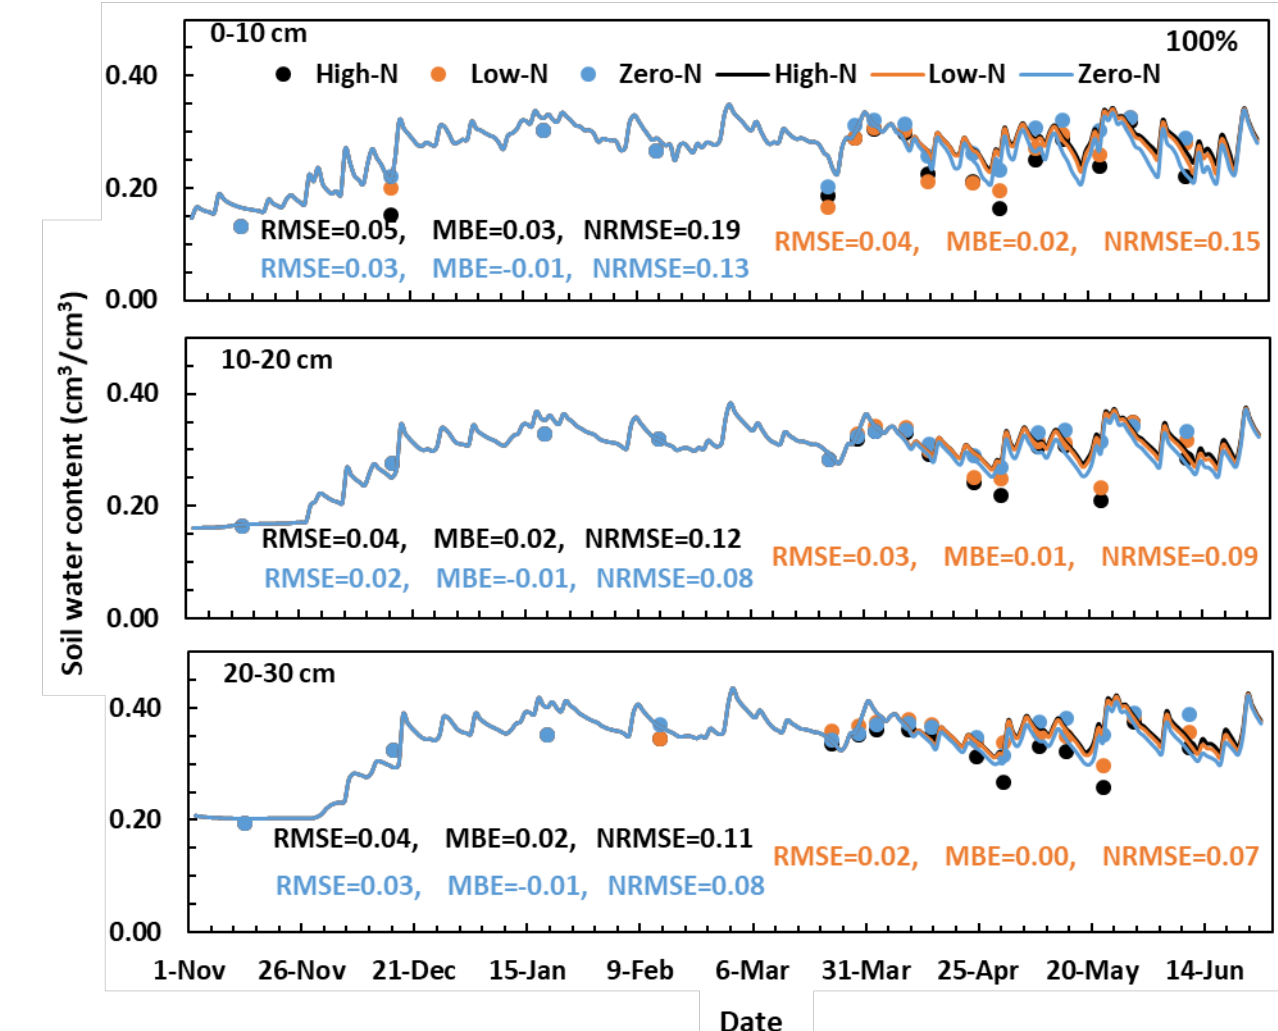 0-10 cm
100%
High-N Low-N Zero-N High-N Low-N Zero-N
0.40
0.20
0.00
RMSE=0.05, MBE=0.03, NRMSE=0.19
RMSE=0.04, MBE=0.02, NRMSE=0.15
RMSE=0.03, MBE=-0.01, NRMSE=0.13
10-20 cm
0.40
0.20
0.00
RMSE=0.04, MBE=0.02, NRMSE=0.12
RMSE=0.03, MBE=0.01, NRMSE=0.09
RMSE=0.02, MBE=-0.01, NRMSE=0.08
20-30 cm
0.40
0.20
0.00
RMSE=0.04, MBE=0.02, NRMSE=0.11
RMSE=0.02, MBE=0.00, NRMSE=0.07
RMSE=0.03, MBE=-0.01, NRMSE=0.08
Soil water content (cm³/cm³)
1-Nov 26-Nov 21-Dec 15-Jan 9-Feb 6-Mar 31-Mar 25-Apr 20-May 14-Jun
Date